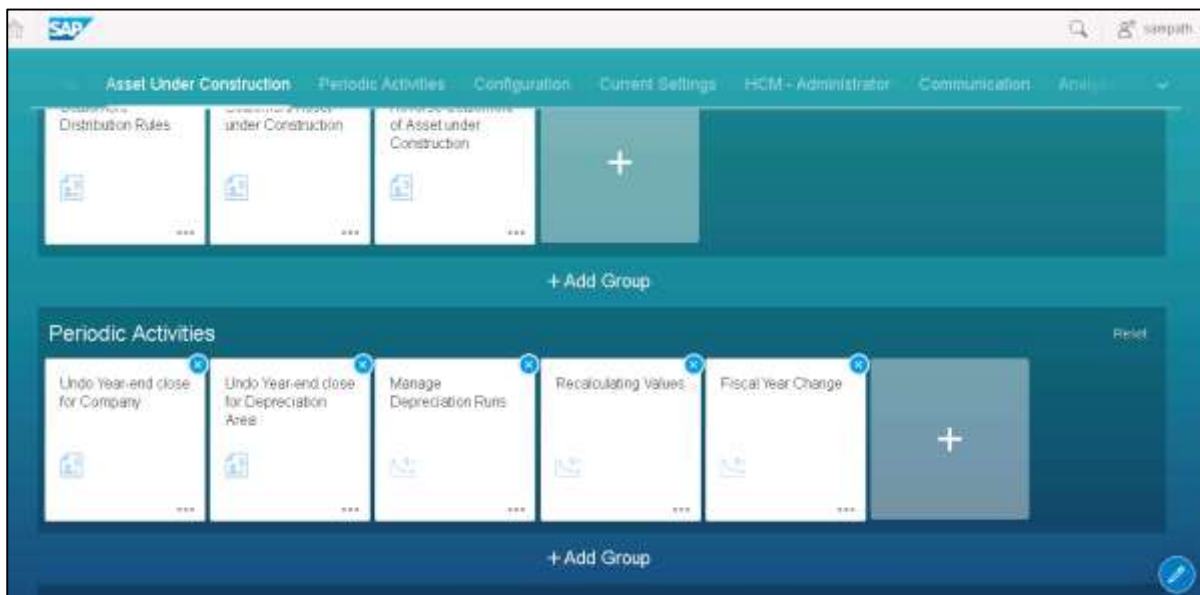 SAP
sampath
Asset Under Construction Periodic Activities Configuration Current Settings HCM - Administrator Communication
Distribution Rules
under Construction
of Asset under
Construction
+
+ Add Group
Periodic Activities
Reset
Undo Year-end close
for Company
Undo Year-end close
for Depreciation
Area
Manage
Depreciation Runs
Recalculating Values
Fiscal Year Change
+
+ Add Group